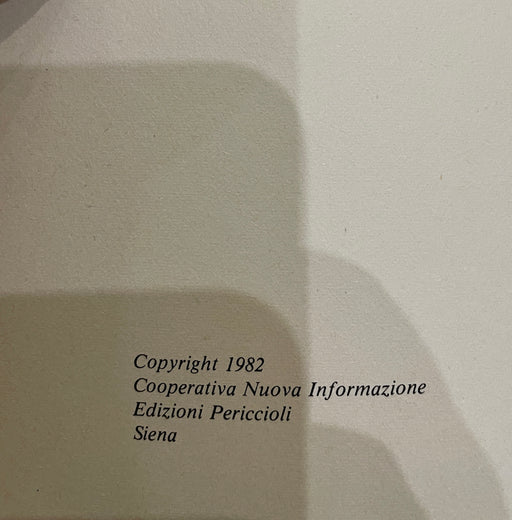 Copyright 1982
Cooperativa Nuova Informazione
Edizioni Periccioli
Siena